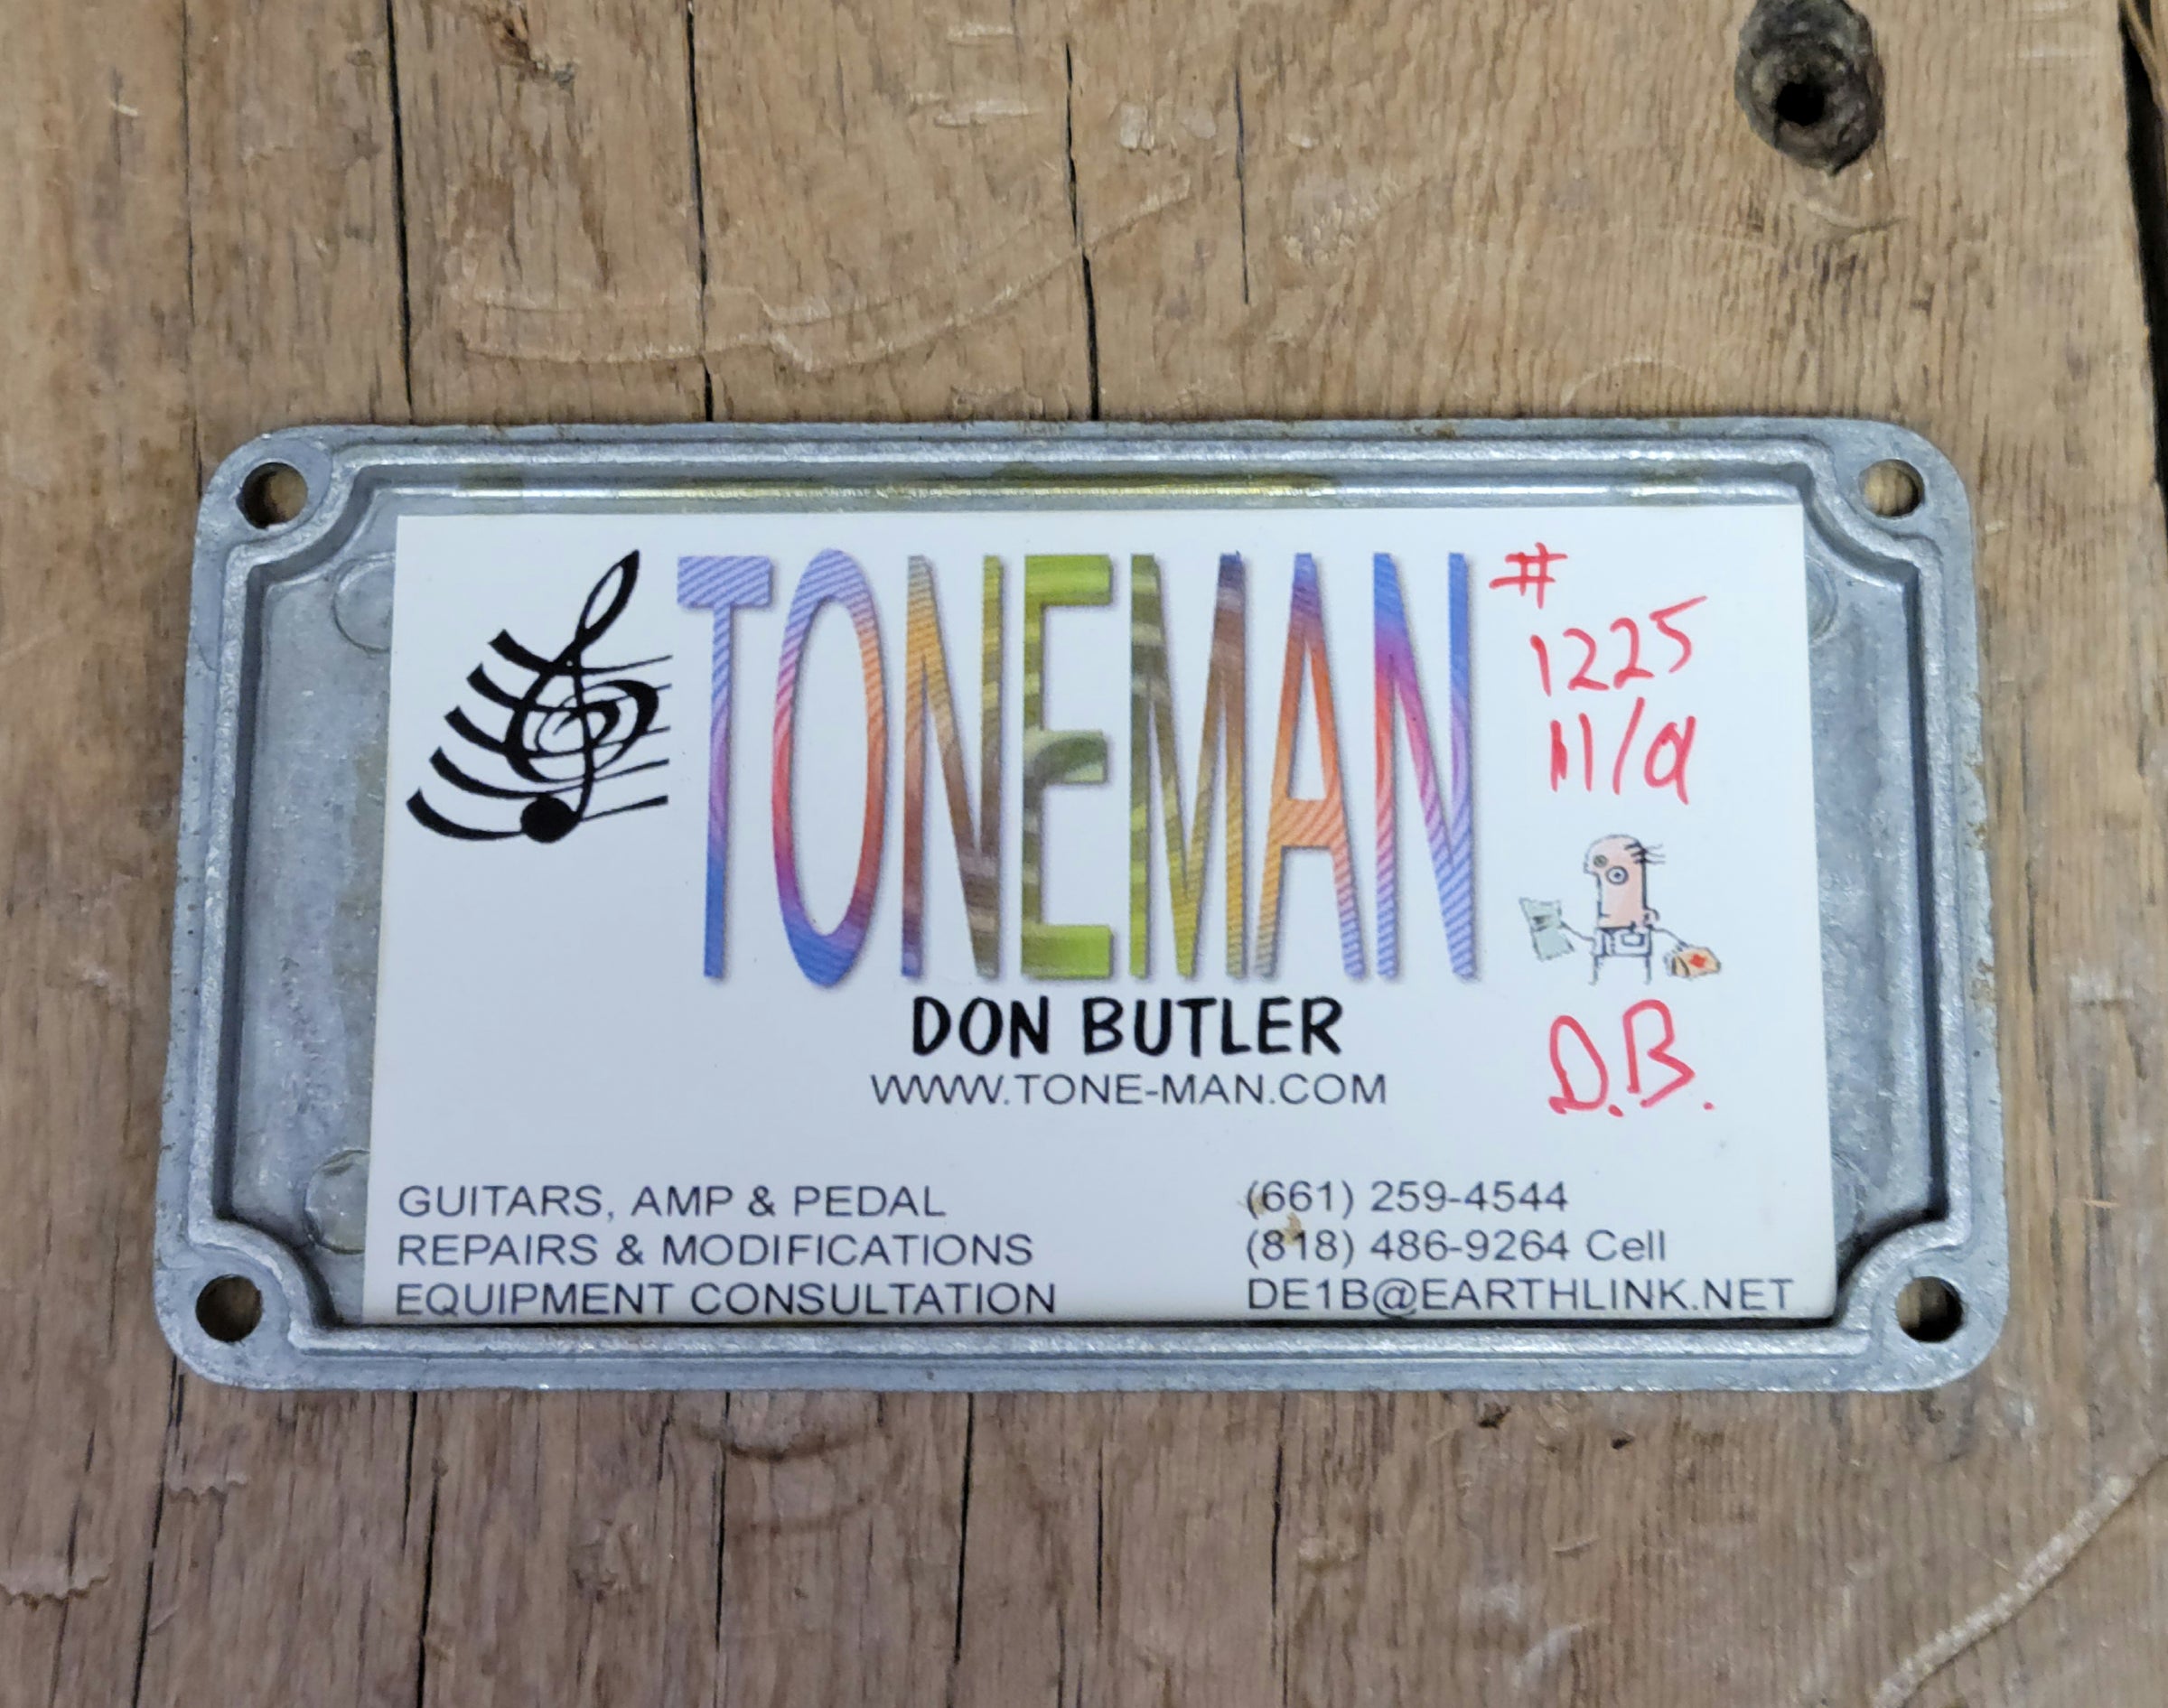 TONEMAN
#
1225
11/9
DON BUTLER
WWW.TONE-MAN.COM
D.B.
GUITARS, AMP & PEDAL
REPAIRS & MODIFICATIONS
EQUIPMENT CONSULTATION
(661) 259-4544
(818) 486-9264 Cell
DE1B@EARTHLINK.NET